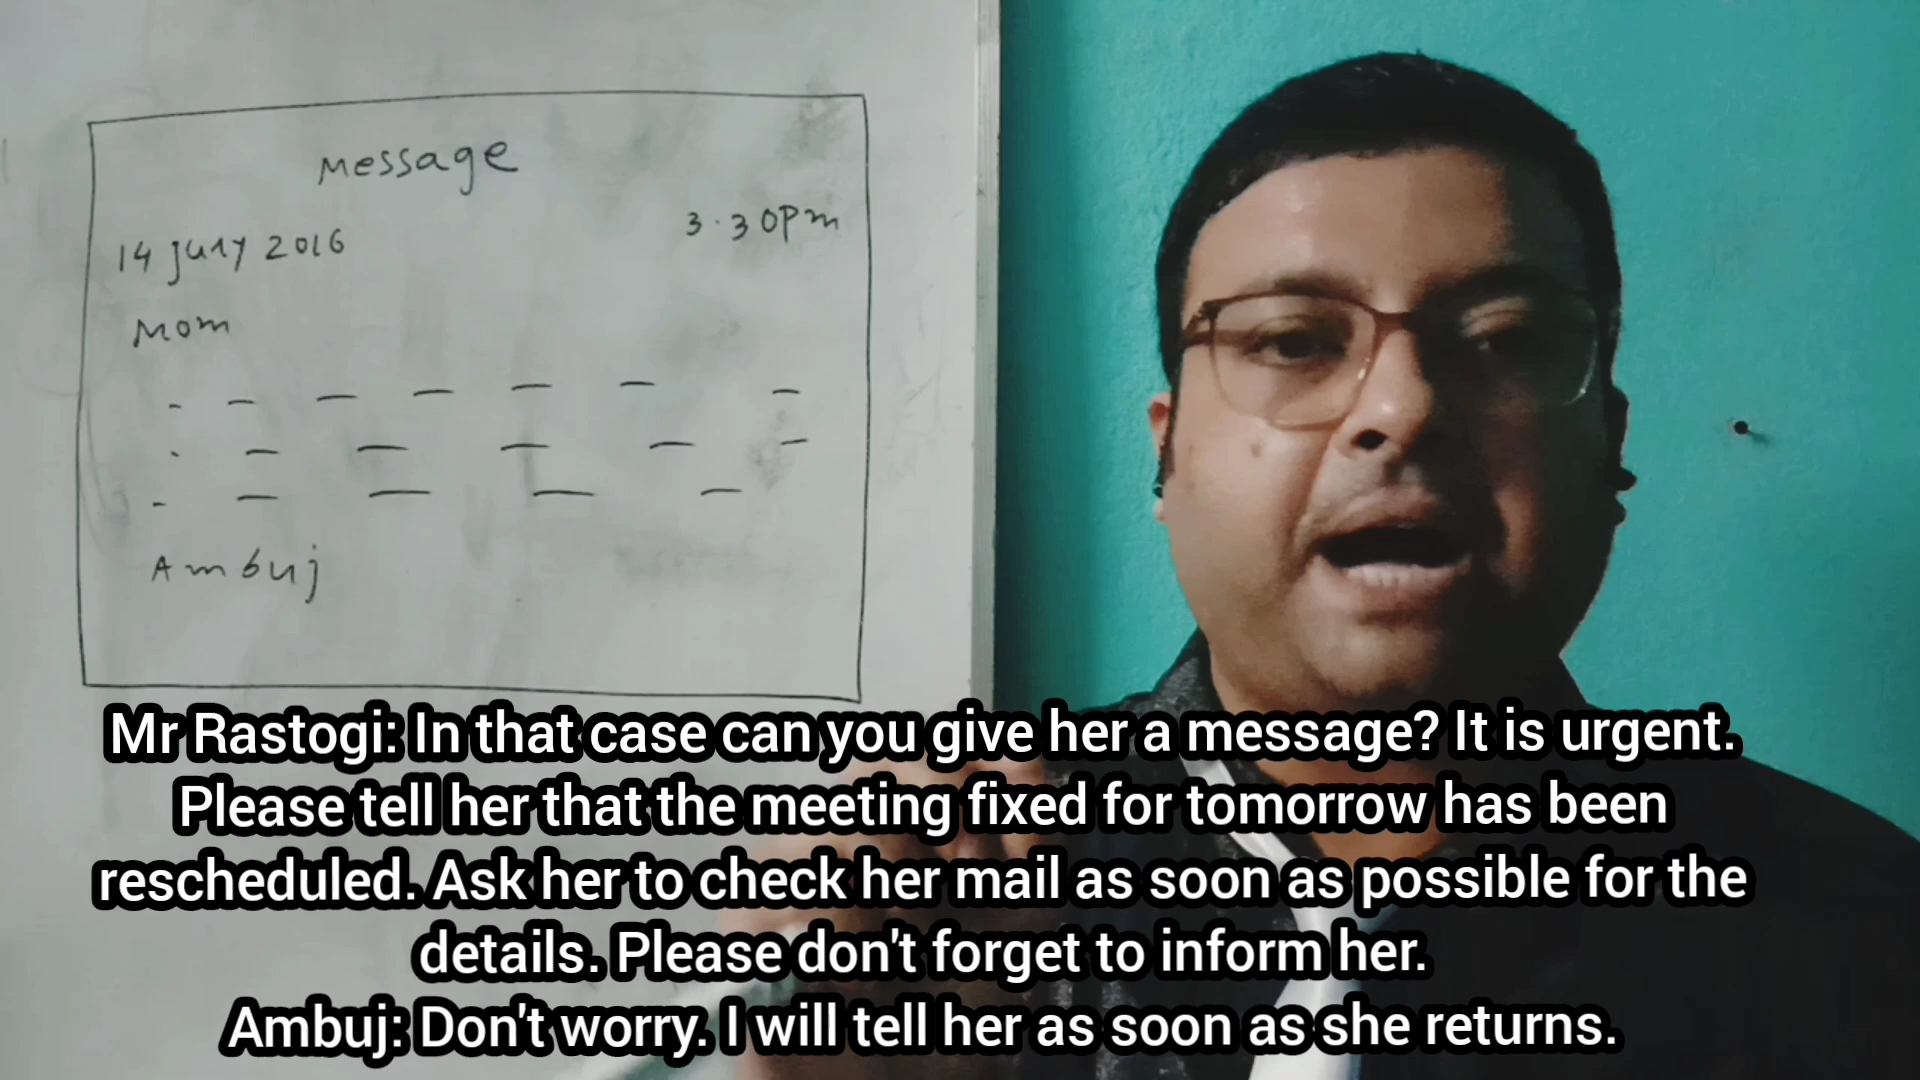 Message
14 July 2016 3.30pm
Mom
Ambuj
Mr Rastogi: In that case can you give her a message? It is urgent.
Please tell her that the meeting fixed for tomorrow has been
rescheduled. Ask her to check her mail as soon as possible for the
details. Please don't forget to inform her.
Ambuj: Don't worry. I will tell her as soon as she returns.